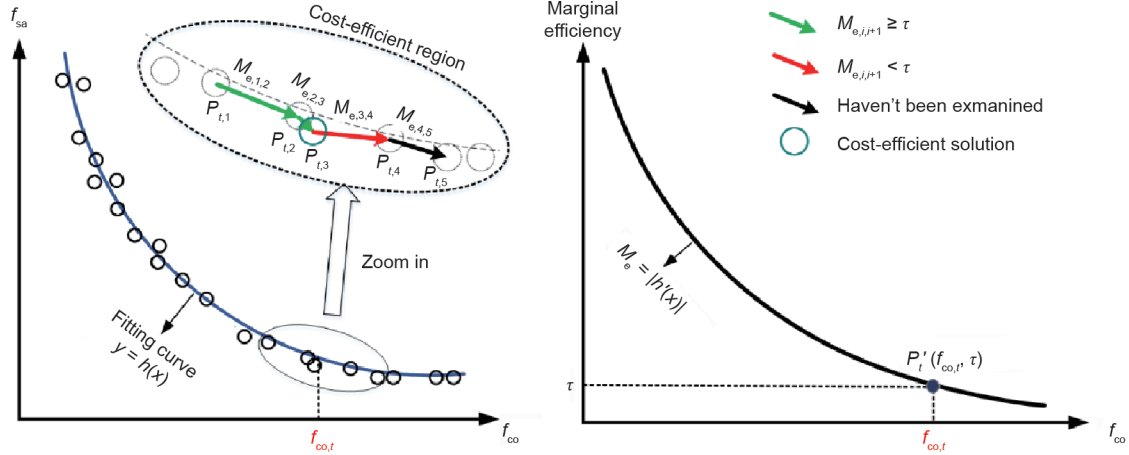 f_sa
Cost-efficient region
M_e,1,2
M_e,2,3
M_e,3,4
M_e,4,5
P_t,1
P_t,2
P_t,3
P_t,4
P_t,5
Zoom in
Fitting curve
y = h(x)
f_co,t
f_co
Marginal
efficiency
M_e,i,i+1 ≥ τ
M_e,i,i+1 < τ
Haven't been exmanined
Cost-efficient solution
M_e = |h'(x)|
P_t' (f_co,t, τ)
τ
f_co,t
f_co